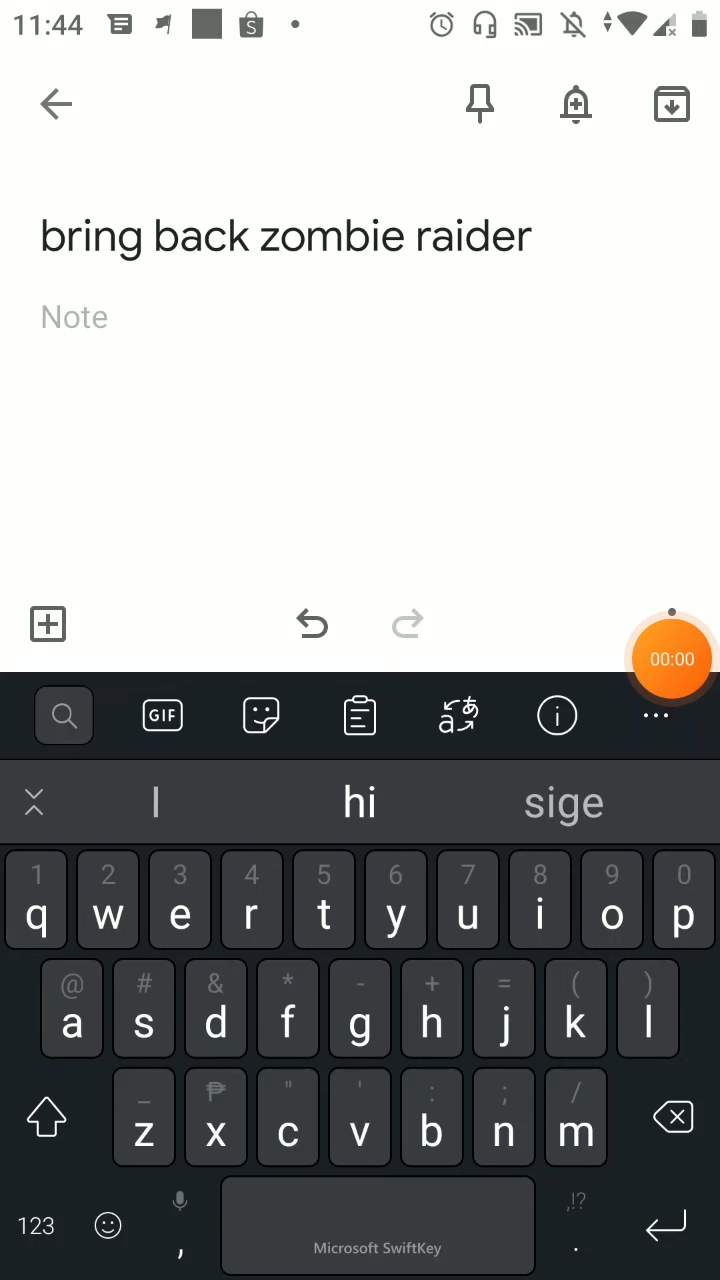 11:44
bring back zombie raider
Note
00:00
GIF
l hi sige
1 2 3 4 5 6 7 8 9 0
q w e r t y u i o p
@ # & * - + = ( )
a s d f g h j k l
_ ₱ " ' : ; /
z x c v b n m
123 , Microsoft SwiftKey ,!? .